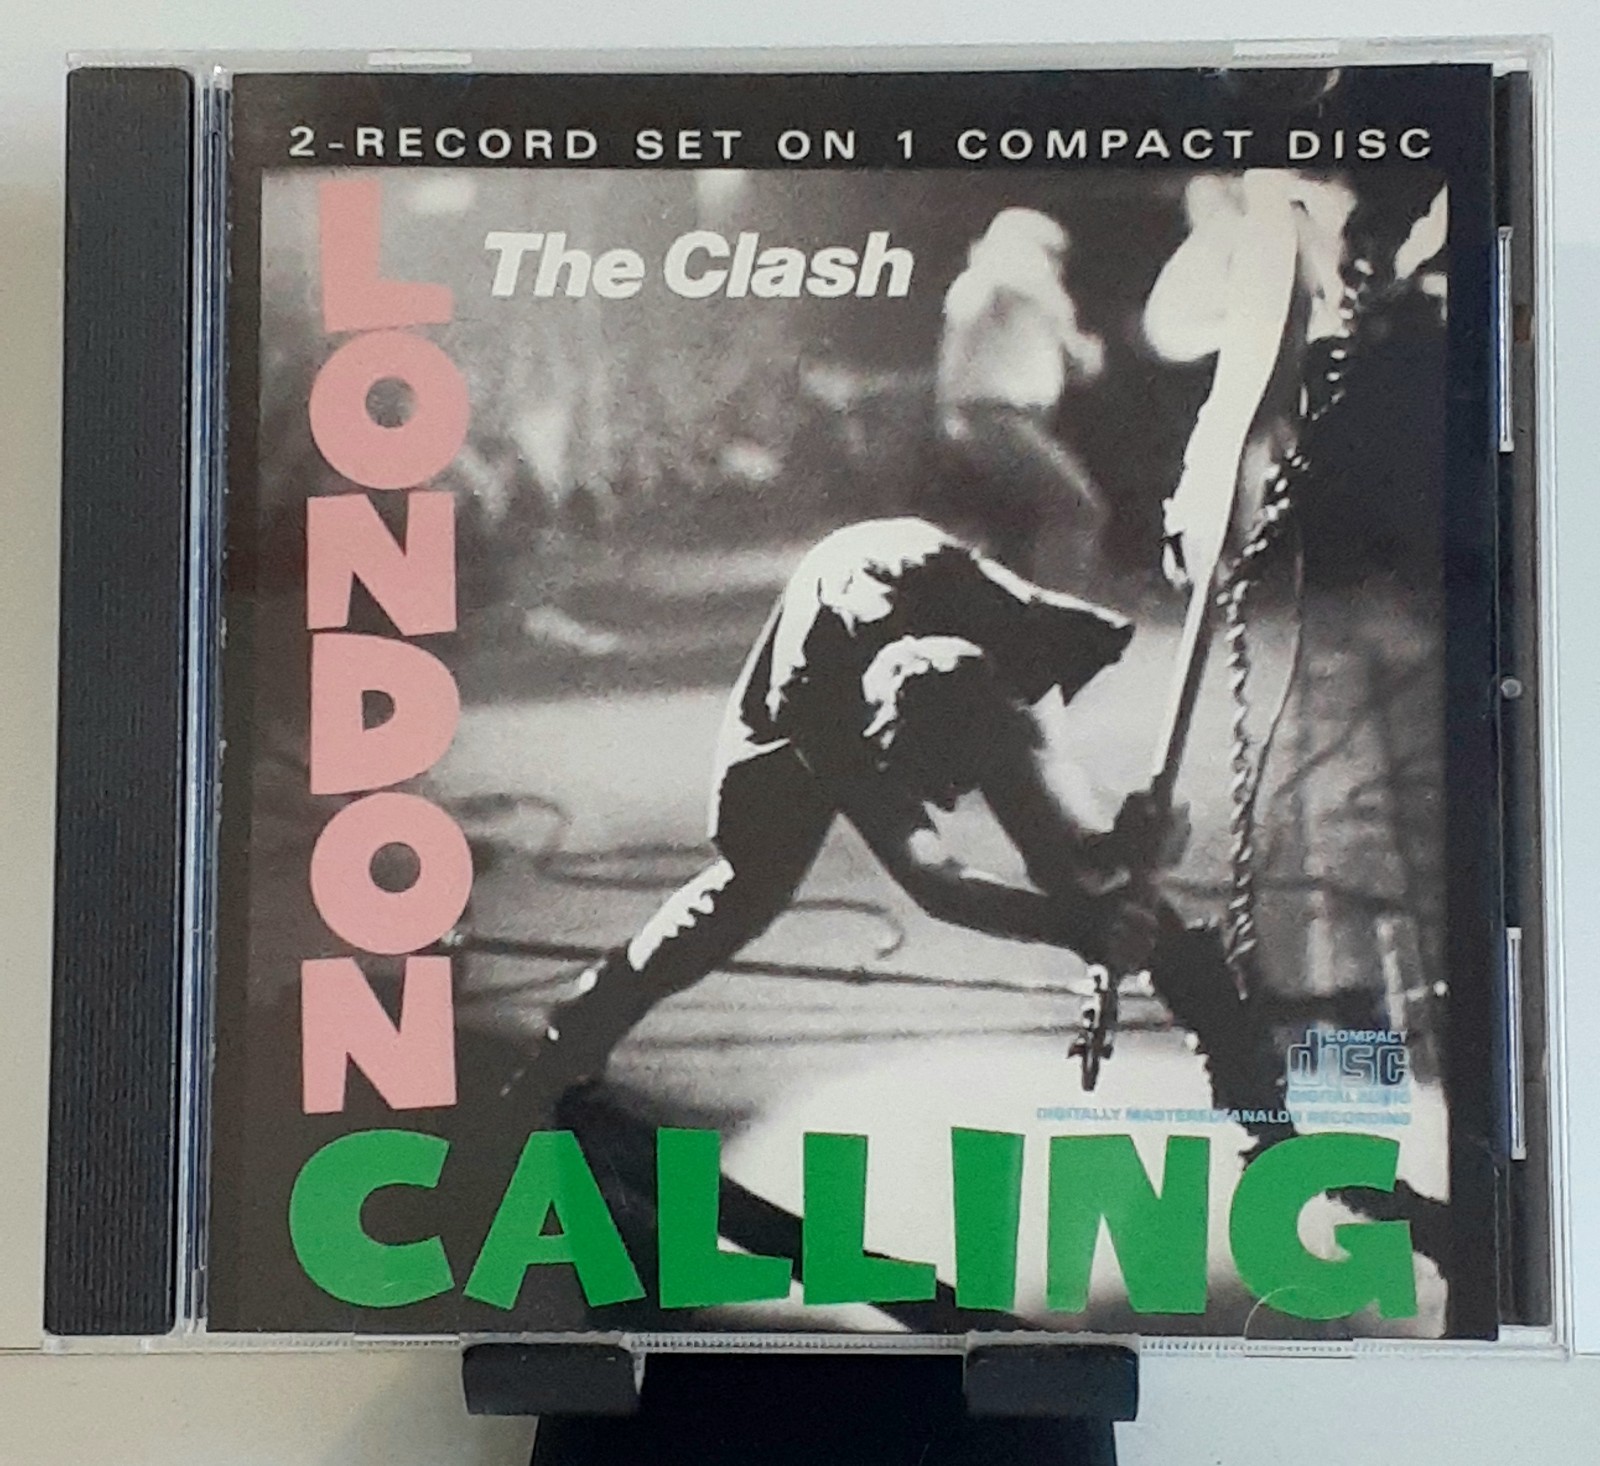 2-RECORD SET ON 1 COMPACT DISC
The Clash
LONDON
CALLING
COMPACT
DISC
DIGITAL AUDIO
DIGITALLY MASTERED/ANALOG RECORDING